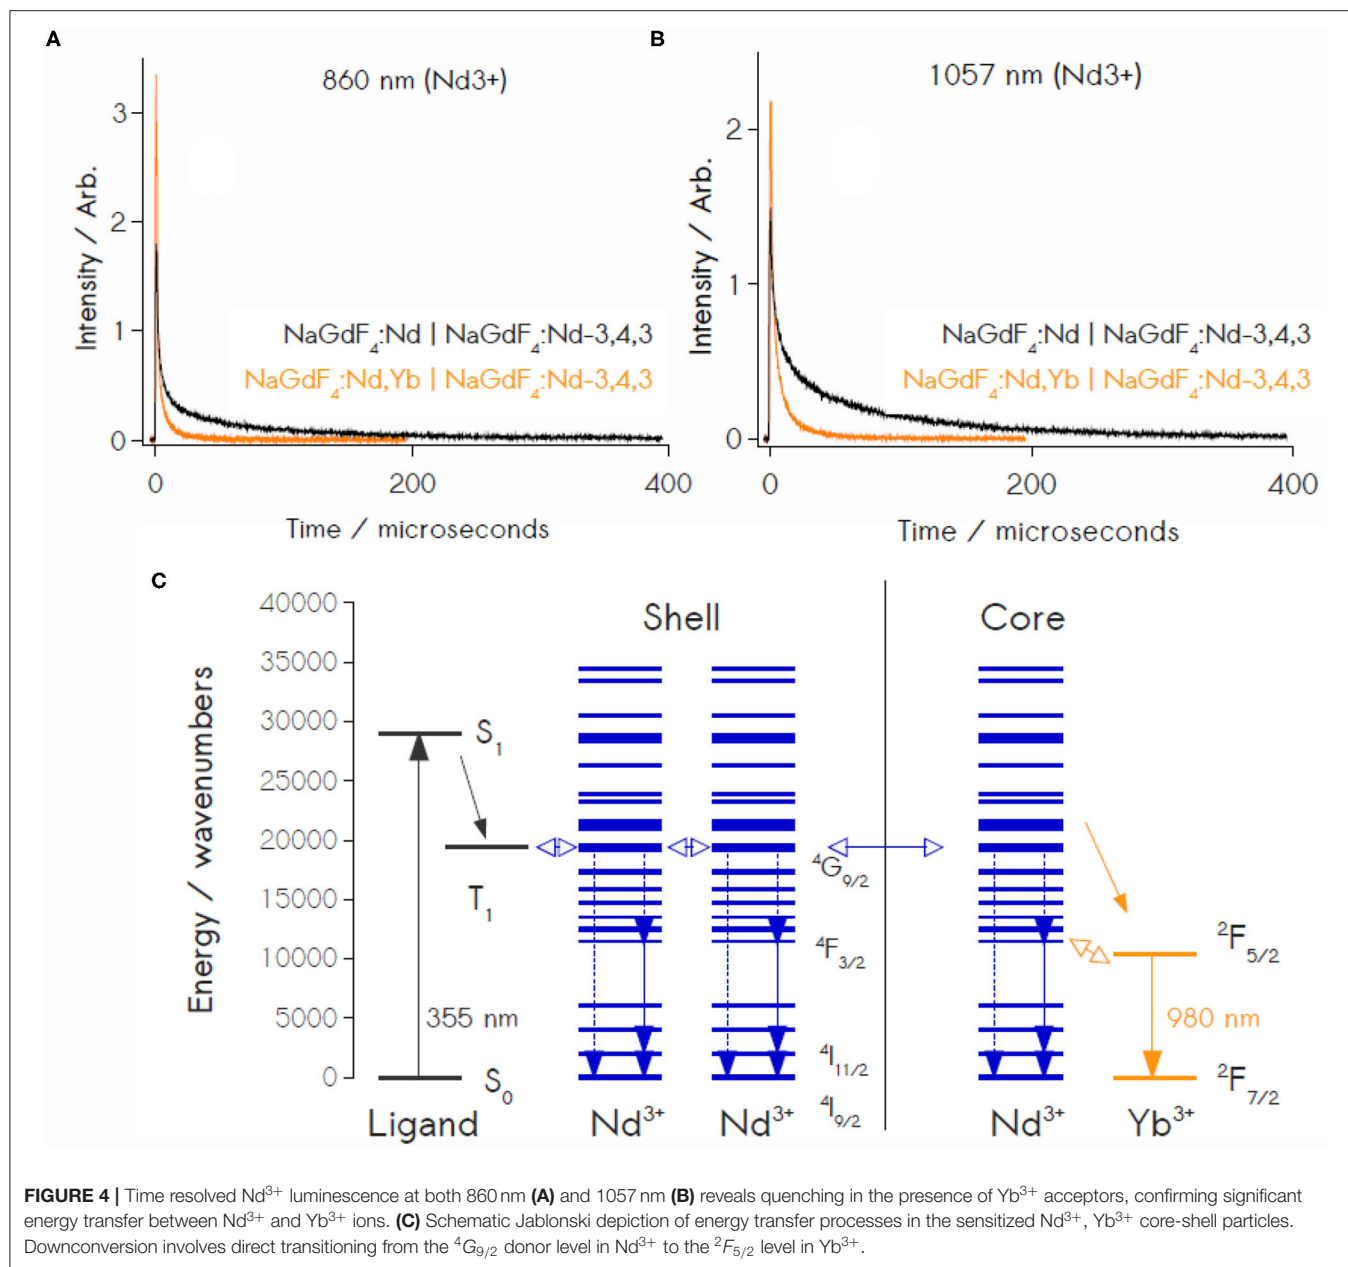 A
860 nm (Nd3+)
3
2
1
0
Intensity / Arb.
NaGdF₄:Nd | NaGdF₄:Nd-3,4,3
NaGdF₄:Nd,Yb | NaGdF₄:Nd-3,4,3
0
200
400
Time / microseconds
B
1057 nm (Nd3+)
2
1
0
Intensity / Arb.
NaGdF₄:Nd | NaGdF₄:Nd-3,4,3
NaGdF₄:Nd,Yb | NaGdF₄:Nd-3,4,3
0
200
400
Time / microseconds
C
Energy / wavenumbers
40000
35000
30000
25000
20000
15000
10000
5000
0
Shell
Core
S₁
T₁
355 nm
S₀
⁴G₉/₂
⁴F₃/₂
⁴I₁₁/₂
⁴I₉/₂
²F₅/₂
980 nm
²F₇/₂
Ligand
Nd³⁺
Nd³⁺
Nd³⁺
Yb³⁺
FIGURE 4 | Time resolved Nd³⁺ luminescence at both 860 nm (A) and 1057 nm (B) reveals quenching in the presence of Yb³⁺ acceptors, confirming significant
energy transfer between Nd³⁺ and Yb³⁺ ions. (C) Schematic Jablonski depiction of energy transfer processes in the sensitized Nd³⁺, Yb³⁺ core-shell particles.
Downconversion involves direct transitioning from the ⁴G₉/₂ donor level in Nd³⁺ to the ²F₅/₂ level in Yb³⁺.